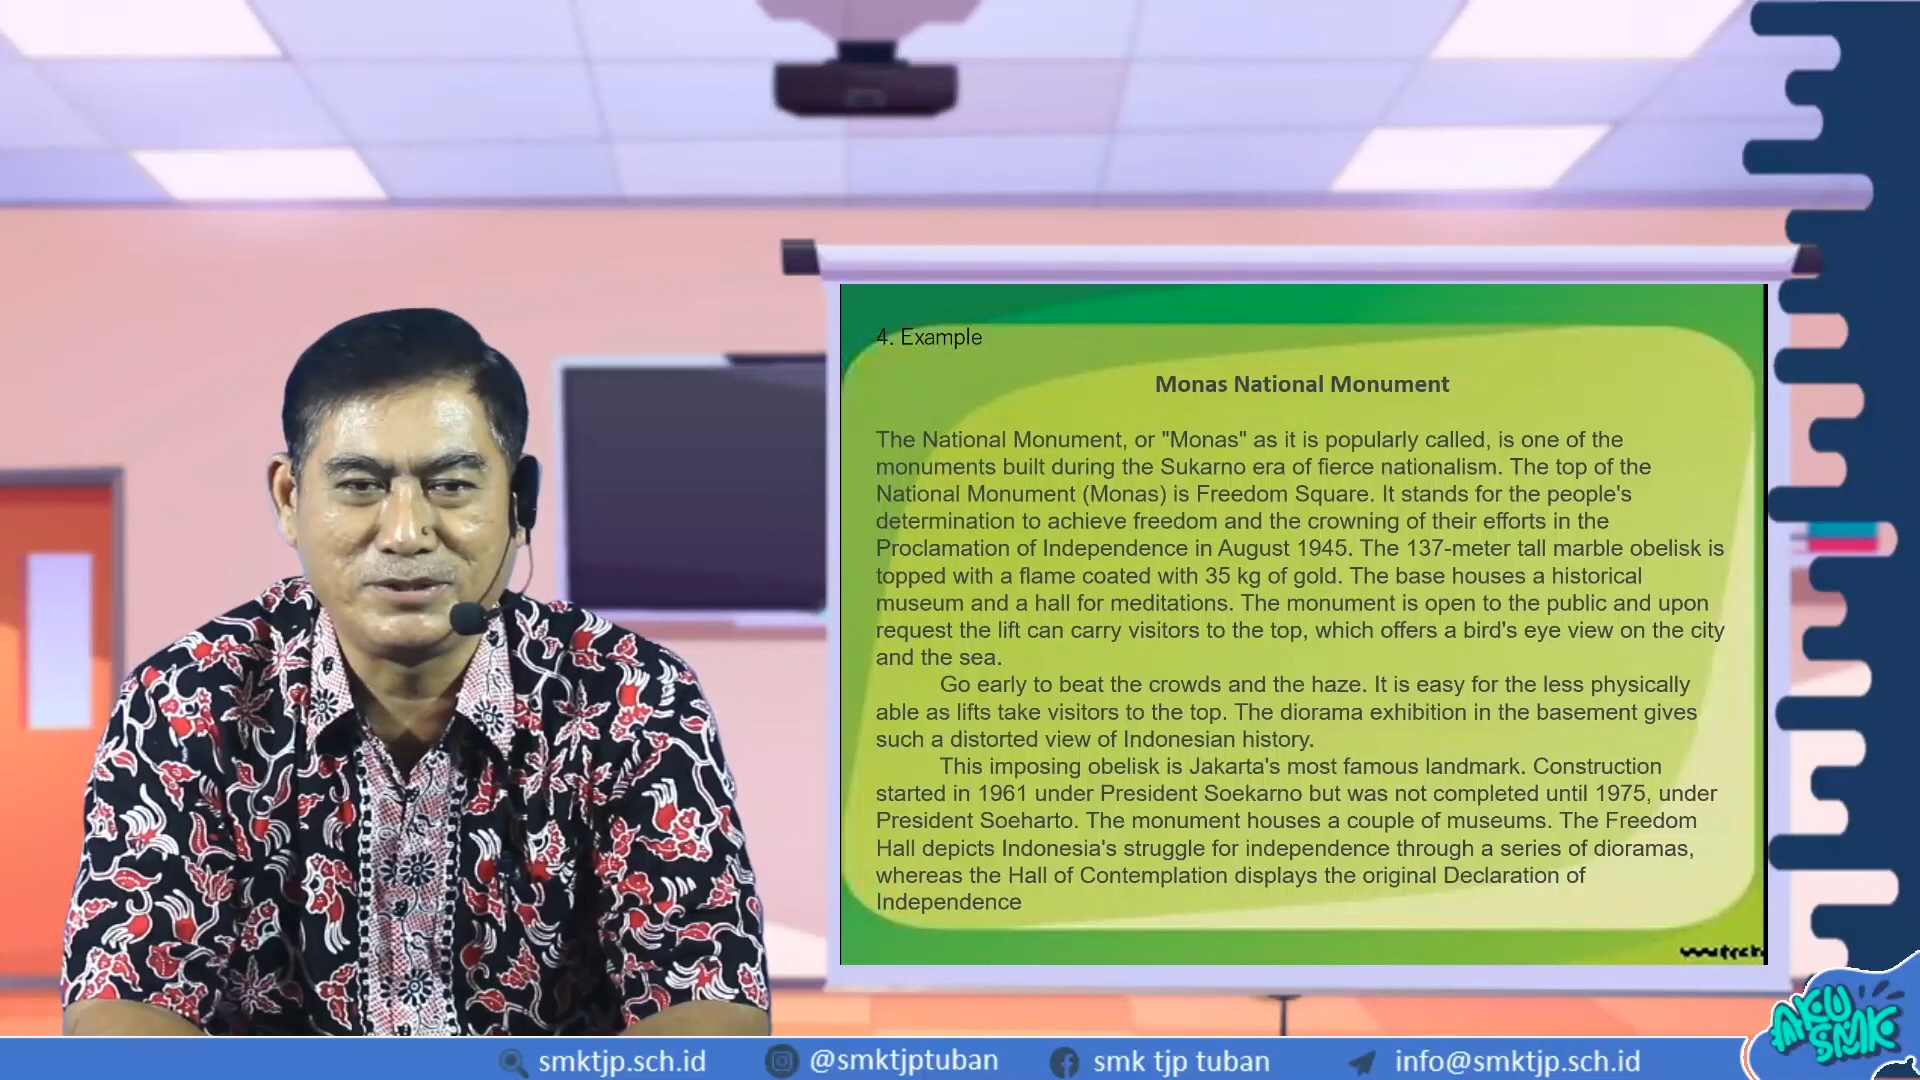 4. Example
Monas National Monument
The National Monument, or "Monas" as it is popularly called, is one of the
monuments built during the Sukarno era of fierce nationalism. The top of the
National Monument (Monas) is Freedom Square. It stands for the people's
determination to achieve freedom and the crowning of their efforts in the
Proclamation of Independence in August 1945. The 137-meter tall marble obelisk is
topped with a flame coated with 35 kg of gold. The base houses a historical
museum and a hall for meditations. The monument is open to the public and upon
request the lift can carry visitors to the top, which offers a bird's eye view on the city
and the sea.
Go early to beat the crowds and the haze. It is easy for the less physically
able as lifts take visitors to the top. The diorama exhibition in the basement gives
such a distorted view of Indonesian history.
This imposing obelisk is Jakarta's most famous landmark. Construction
started in 1961 under President Soekarno but was not completed until 1975, under
President Soeharto. The monument houses a couple of museums. The Freedom
Hall depicts Indonesia's struggle for independence through a series of dioramas,
whereas the Hall of Contemplation displays the original Declaration of
Independence
AKU
SMK
smktjp.sch.id @smktjptuban smk tjp tuban info@smktjp.sch.id